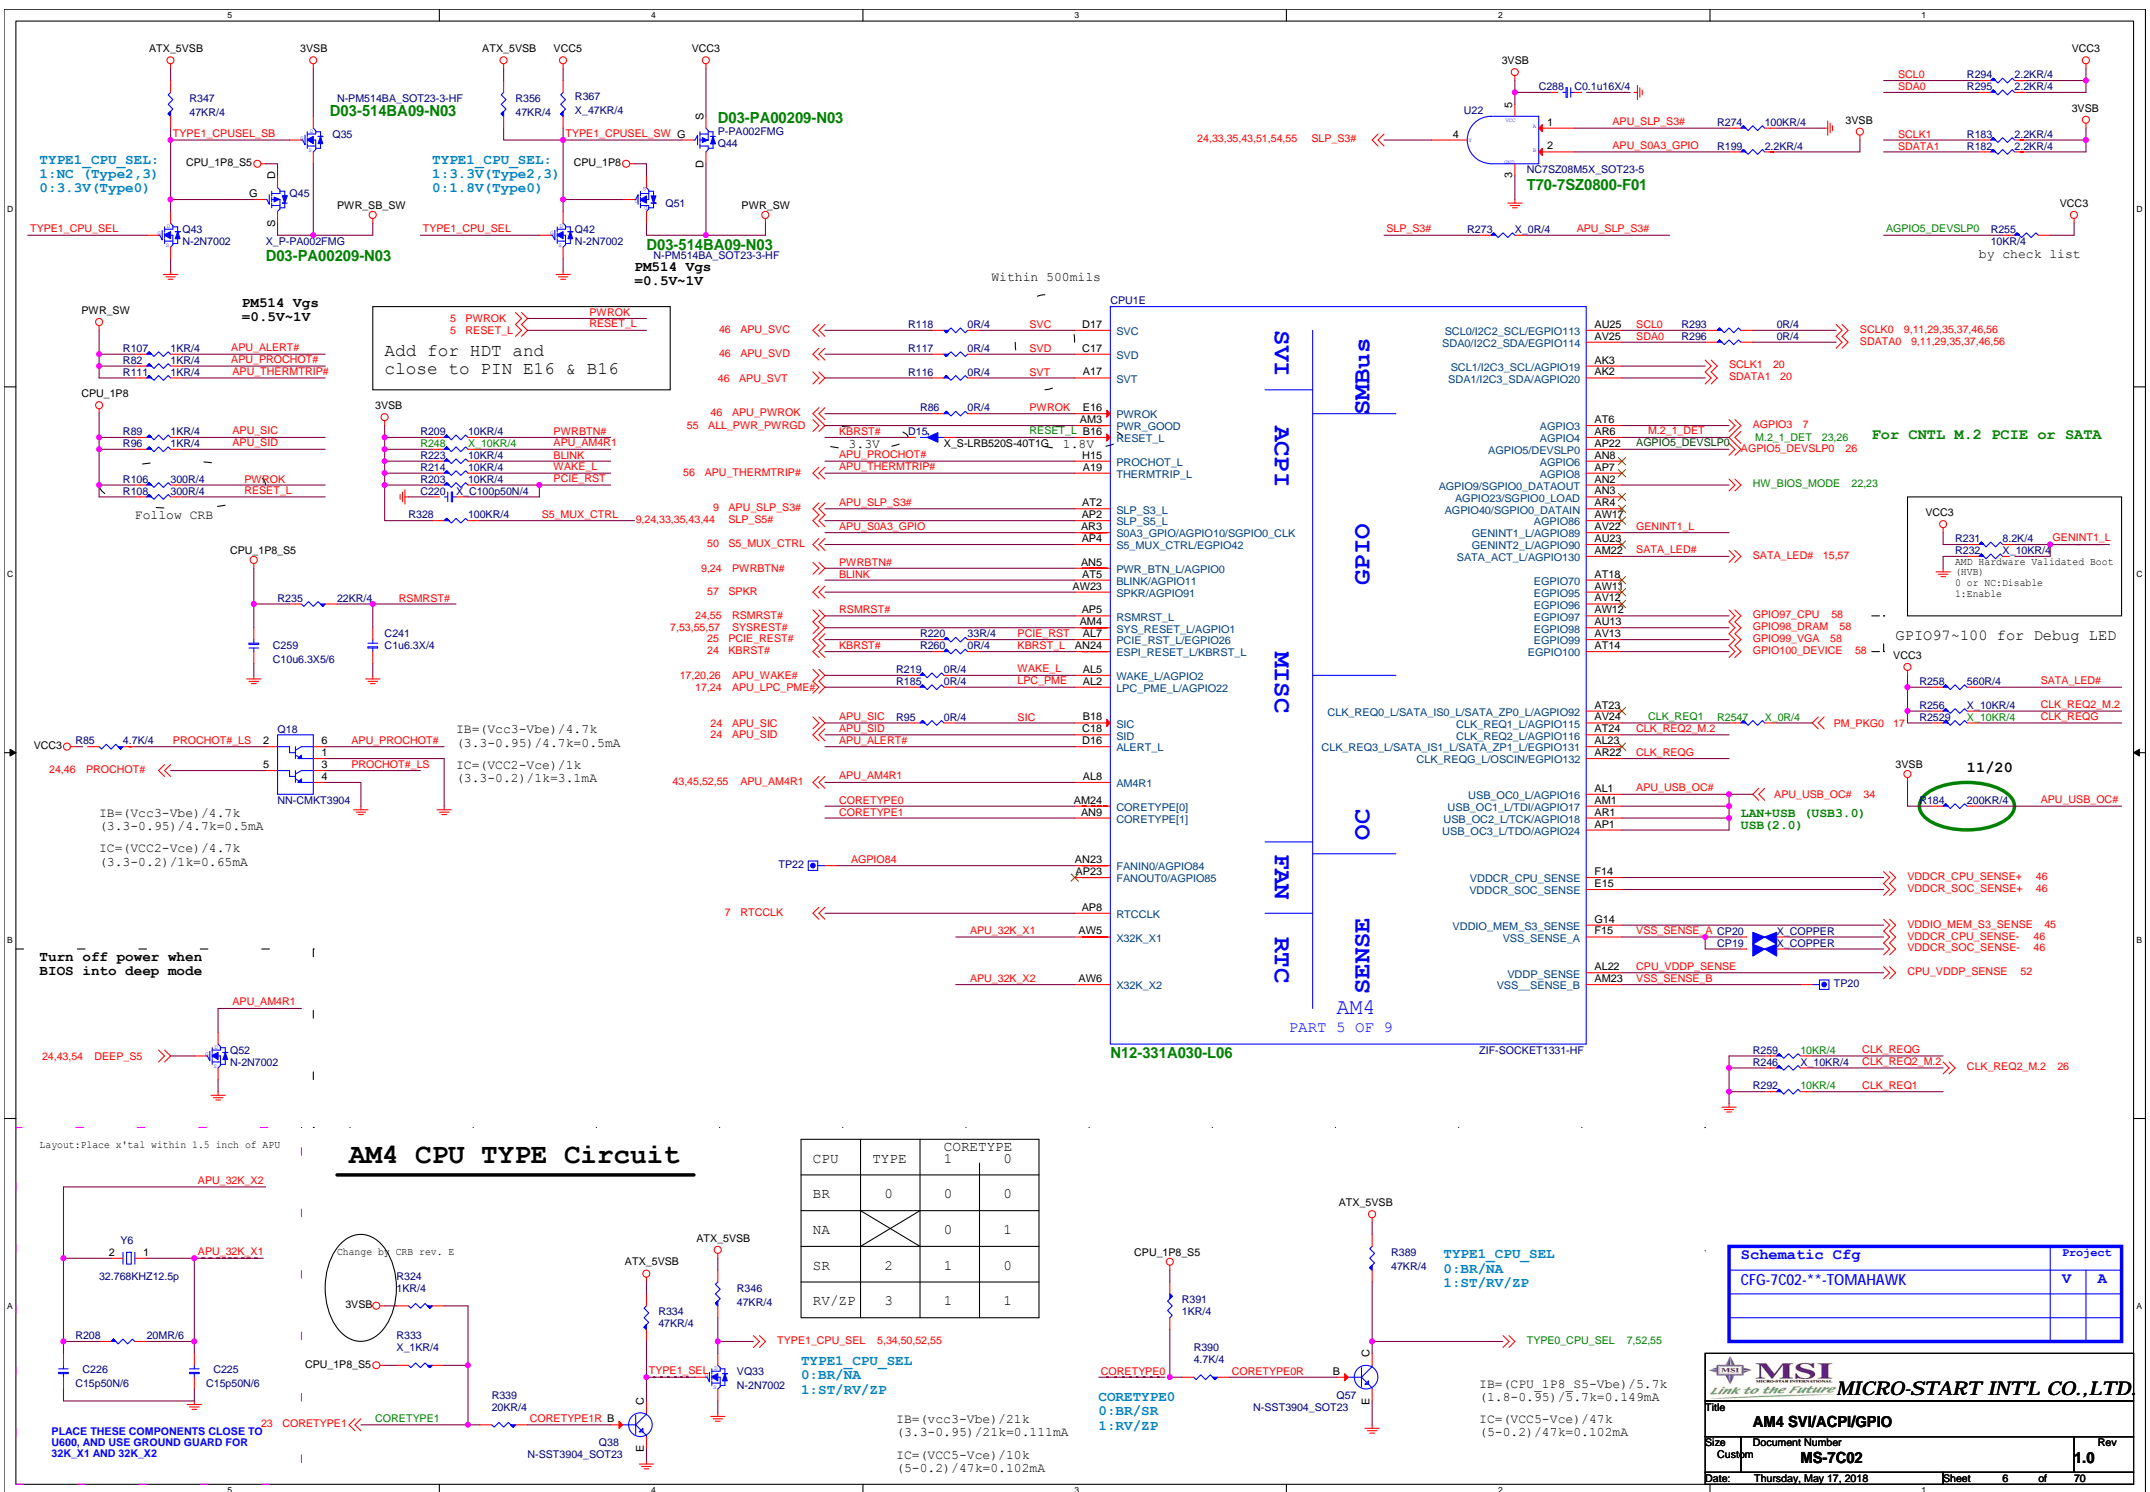 5 4 3 2 1
ATX_5VSB 3VSB ATX_5VSB VCC5 VCC3
R347
47KR/4
N-PM514BA_SOT23-3-HF
D03-514BA09-N03
TYPE1_CPUSEL_SB
Q35
CPU_1P8_S5
TYPE1_CPU_SEL:
1:NC (Type2,3)
0:3.3V(Type0)
D
G
S
Q45
PWR_SB_SW
TYPE1_CPU_SEL
Q43
N-2N7002
X_P-PA002FMG
D03-PA00209-N03
R356
47KR/4
R367
X_47KR/4
S
D03-PA00209-N03
P-PA002FMG
Q44
TYPE1_CPUSEL_SW G
D
CPU_1P8
TYPE1_CPU_SEL:
1:3.3V(Type2,3)
0:1.8V(Type0)
Q51
PWR_SW
TYPE1_CPU_SEL
Q42
N-2N7002
D03-514BA09-N03
N-PM514BA_SOT23-3-HF
PM514 Vgs
=0.5V~1V
3VSB
C288 C0.1u16X/4
U22
5
VCC
24,33,35,43,51,54,55 SLP_S3#
4
1 APU_SLP_S3# R274 100KR/4
2 APU_S0A3_GPIO R199 2.2KR/4
3VSB
3
NC7SZ08M5X_SOT23-5
T70-7SZ0800-F01
SLP_S3# R273 X_0R/4 APU_SLP_S3#
VCC3
SCL0 R294 2.2KR/4
SDA0 R295 2.2KR/4
3VSB
SCLK1 R183 2.2KR/4
SDATA1 R182 2.2KR/4
VCC3
AGPIO5_DEVSLP0 R255
10KR/4
by check list
PM514 Vgs
=0.5V~1V
PWR_SW
R107 1KR/4 APU_ALERT#
R82 1KR/4 APU_PROCHOT#
R111 1KR/4 APU_THERMTRIP#
5 PWROK PWROK
5 RESET_L RESET_L
Add for HDT and
close to PIN E16 & B16
CPU_1P8
R89 1KR/4 APU_SIC
R96 1KR/4 APU_SID
R106 300R/4 PWROK
R108 300R/4 RESET_L
Follow CRB
3VSB
R209 10KR/4 PWRBTN#
R248 X_10KR/4 APU_AM4R1
R223 10KR/4 BLINK
R214 10KR/4 WAKE_L
R203 10KR/4 PCIE_RST
C220 X_C100p50N/4
R328 100KR/4 S5_MUX_CTRL
CPU_1P8_S5
R235 22KR/4 RSMRST#
C259
C10u6.3X5/6
C241
C1u6.3X/4
VCC3 R85 4.7K/4 PROCHOT#_LS 2
Q18
6 APU_PROCHOT#
1
24,46 PROCHOT# 5
3 PROCHOT#_LS
4
NN-CMKT3904
IB=(Vcc3-Vbe)/4.7k
(3.3-0.95)/4.7k=0.5mA
IC=(VCC2-Vce)/1k
(3.3-0.2)/1k=3.1mA
IB=(Vcc3-Vbe)/4.7k
(3.3-0.95)/4.7k=0.5mA
IC=(VCC2-Vce)/4.7k
(3.3-0.2)/1k=0.65mA
Turn off power when
BIOS into deep mode
APU_AM4R1
24,43,54 DEEP_S5
Q52
N-2N7002
Within 500mils
CPU1E
46 APU_SVC R118 0R/4 SVC D17 SVC
46 APU_SVD R117 0R/4 SVD C17 SVD
46 APU_SVT R116 0R/4 SVT A17 SVT
46 APU_PWROK R86 0R/4 PWROK E16 PWROK
55 ALL_PWR_PWRGD AM3 PWR_GOOD
KBRST# D15 RESET_L B16 RESET_L
3.3V X_S-LRB520S-40T1G 1.8V
APU_PROCHOT# H15 PROCHOT_L
56 APU_THERMTRIP# APU_THERMTRIP# A19 THERMTRIP_L
9 APU_SLP_S3# APU_SLP_S3# AT2 SLP_S3_L
9,24,33,35,43,44 SLP_S5# AP2 SLP_S5_L
APU_S0A3_GPIO AR3 S0A3_GPIO/AGPIO10/SGPIO0_CLK
50 S5_MUX_CTRL AP4 S5_MUX_CTRL/EGPIO42
9,24 PWRBTN# PWRBTN# AN5 PWR_BTN_L/AGPIO0
BLINK AT5 BLINK/AGPIO11
57 SPKR AW23 SPKR/AGPIO91
24,55 RSMRST# RSMRST# AP5 RSMRST_L
7,53,55,57 SYSREST# AM4 SYS_RESET_L/AGPIO1
25 PCIE_REST# R220 33R/4 PCIE_RST AL7 PCIE_RST_L/EGPIO26
24 KBRST# KBRST# R260 0R/4 KBRST_L AN24 ESPI_RESET_L/KBRST_L
17,20,26 APU_WAKE# R219 0R/4 WAKE_L AL5 WAKE_L/AGPIO2
17,24 APU_LPC_PME# R185 0R/4 LPC_PME AL2 LPC_PME_L/AGPIO22
24 APU_SIC APU_SIC R95 0R/4 SIC B18 SIC
24 APU_SID APU_SID C18 SID
APU_ALERT# D16 ALERT_L
43,45,52,55 APU_AM4R1 APU_AM4R1 AL8 AM4R1
CORETYPE0 AM24 CORETYPE[0]
CORETYPE1 AN9 CORETYPE[1]
TP22 AGPIO84 AN23 FANIN0/AGPIO84
AP23 FANOUT0/AGPIO85
7 RTCCLK AP8 RTCCLK
APU_32K_X1 AW5 X32K_X1
APU_32K_X2 AW6 X32K_X2
SVI
ACPI
MISC
FAN
RTC
SMBus
GPIO
OC
SENSE
AM4
PART 5 OF 9
N12-331A030-L06
ZIF-SOCKET1331-HF
SCL0/I2C2_SCL/EGPIO113 AU25 SCL0 R293 0R/4 SCLK0 9,11,29,35,37,46,56
SDA0/I2C2_SDA/EGPIO114 AV25 SDA0 R296 0R/4 SDATA0 9,11,29,35,37,46,56
SCL1/I2C3_SCL/AGPIO19 AK3 SCLK1 20
SDA1/I2C3_SDA/AGPIO20 AK2 SDATA1 20
AGPIO3 AT6 AGPIO3 7
AGPIO4 AR6 M.2_1_DET M.2_1_DET 23,26
AGPIO5/DEVSLP0 AP22 AGPIO5_DEVSLP0 AGPIO5_DEVSLP0 26
For CNTL M.2 PCIE or SATA
AGPIO6 AN8
AGPIO8 AP7
AGPIO9/SGPIO0_DATAOUT AN2 HW_BIOS_MODE 22,23
AGPIO23/SGPIO0_LOAD AN3
AGPIO40/SGPIO0_DATAIN AR4
AGPIO86 AW17
GENINT1_L/AGPIO89 AV22 GENINT1_L
GENINT2_L/AGPIO90 AU23
SATA_ACT_L/AGPIO130 AM22 SATA_LED# SATA_LED# 15,57
EGPIO70 AT18
EGPIO95 AW11
EGPIO96 AV12
EGPIO97 AW12 GPIO97_CPU 58
EGPIO98 AU13 GPIO98_DRAM 58
EGPIO99 AV13 GPIO99_VGA 58
EGPIO100 AT14 GPIO100_DEVICE 58
CLK_REQ0_L/SATA_IS0_L/SATA_ZP0_L/AGPIO92 AT23
CLK_REQ1_L/AGPIO115 AV24 CLK_REQ1 R2547 X_0R/4 PM_PKG0 17
CLK_REQ2_L/AGPIO116 AT24 CLK_REQ2_M.2
CLK_REQ3_L/SATA_IS1_L/SATA_ZP1_L/EGPIO131 AL23
CLK_REQG_L/OSCIN/EGPIO132 AR22 CLK_REQG
USB_OC0_L/AGPIO16 AL1 APU_USB_OC# APU_USB_OC# 34
USB_OC1_L/TDI/AGPIO17 AM1
USB_OC2_L/TCK/AGPIO18 AR1
USB_OC3_L/TDO/AGPIO24 AP1
LAN+USB (USB3.0)
USB(2.0)
VDDCR_CPU_SENSE F14 VDDCR_CPU_SENSE+ 46
VDDCR_SOC_SENSE E15 VDDCR_SOC_SENSE+ 46
VDDIO_MEM_S3_SENSE G14 VDDIO_MEM_S3_SENSE 45
VSS_SENSE_A F15 VSS_SENSE_A CP20 X_COPPER VDDCR_CPU_SENSE- 46
CP19 X_COPPER VDDCR_SOC_SENSE- 46
VDDP_SENSE AL22 CPU_VDDP_SENSE CPU_VDDP_SENSE 52
VSS__SENSE_B AM23 VSS_SENSE_B TP20
VCC3
R231 8.2K/4 GENINT1_L
R232 X_10KR/4
AMD Hardware Validated Boot
(HVB)
0 or NC:Disable
1:Enable
GPIO97~100 for Debug LED
VCC3
R258 560R/4 SATA_LED#
R256 X_10KR/4 CLK_REQ2_M.2
R2529 X_10KR/4 CLK_REQG
3VSB
11/20
R184 200KR/4 APU_USB_OC#
R259 10KR/4 CLK_REQG
R246 X_10KR/4 CLK_REQ2_M.2 CLK_REQ2_M.2 26
R292 10KR/4 CLK_REQ1
Layout:Place x'tal within 1.5 inch of APU
APU_32K_X2
Y6
2 1 APU_32K_X1
32.768KHZ12.5p
R208 20MR/6
C226
C15p50N/6
C225
C15p50N/6
PLACE THESE COMPONENTS CLOSE TO
U600, AND USE GROUND GUARD FOR
32K_X1 AND 32K_X2
AM4 CPU TYPE Circuit
CPU TYPE CORETYPE
1 0
BR 0 0 0
NA 0 1
SR 2 1 0
RV/ZP 3 1 1
Change by CRB rev. E
R324
1KR/4
3VSB
R333
X_1KR/4
CPU_1P8_S5
23 CORETYPE1 CORETYPE1
R339
20KR/4
CORETYPE1R B
C
E
Q38
N-SST3904_SOT23
ATX_5VSB
R334
47KR/4
TYPE1_SEL
ATX_5VSB
R346
47KR/4
TYPE1_CPU_SEL 5,34,50,52,55
VQ33
N-2N7002
TYPE1_CPU_SEL
0:BR/NA
1:ST/RV/ZP
IB=(vcc3-Vbe)/21k
(3.3-0.95)/21k=0.111mA
IC=(VCC5-Vce)/10k
(5-0.2)/47k=0.102mA
CPU_1P8_S5
R391
1KR/4
CORETYPE0
R390
4.7K/4
CORETYPE0R B
CORETYPE0
0:BR/SR
1:RV/ZP
ATX_5VSB
R389
47KR/4
TYPE1_CPU_SEL
0:BR/NA
1:ST/RV/ZP
TYPE0_CPU_SEL 7,52,55
C
E
Q57
N-SST3904_SOT23
IB=(CPU_1P8_S5-Vbe)/5.7k
(1.8-0.95)/5.7k=0.149mA
IC=(VCC5-Vce)/47k
(5-0.2)/47k=0.102mA
Schematic Cfg Project
CFG-7C02-**-TOMAHAWK V A
MSI MSI
MICRO-STAR INTERNATIONAL
Link to the Future MICRO-START INT'L CO.,LTD.
Title
AM4 SVI/ACPI/GPIO
Size Document Number Rev
Custom MS-7C02 1.0
Date: Thursday, May 17, 2018 Sheet 6 of 70
D D
C C
B B
A A
5 4 3 2 1